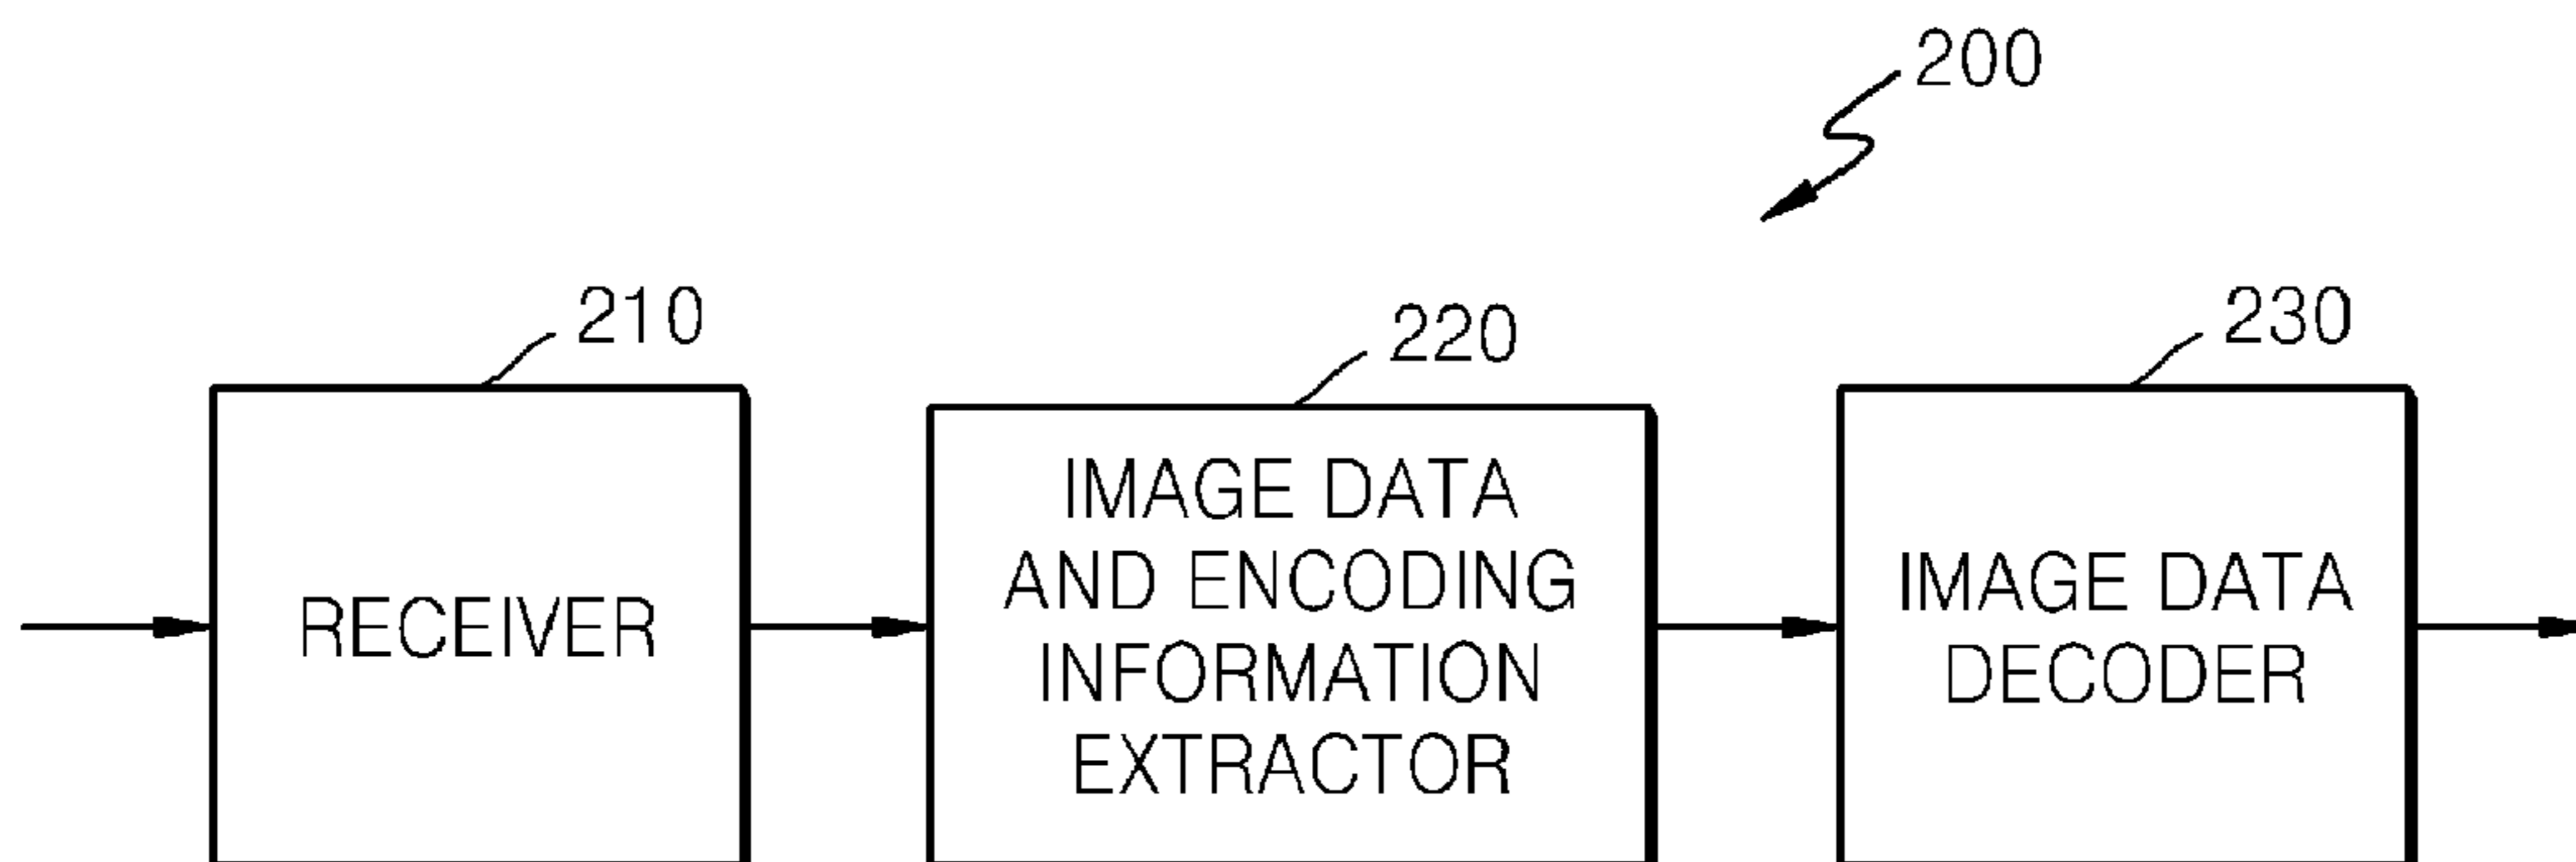 200
210
220
230
RECEIVER
IMAGE DATA
AND ENCODING
INFORMATION
EXTRACTOR
IMAGE DATA
DECODER